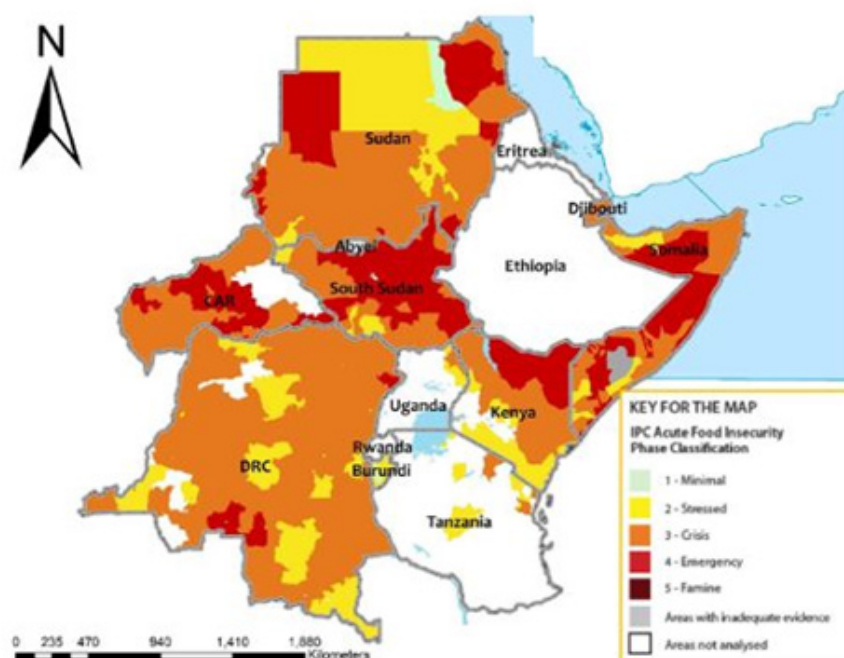 N
Sudan
Eritrea
Djibouti
Abyei
Somalia
Ethiopia
South Sudan
CAR
Uganda
Kenya
Rwanda
DRC
Burundi
Tanzania
KEY FOR THE MAP
IPC Acute Food Insecurity
Phase Classification
1 - Minimal
2 - Stressed
3 - Crisis
4 - Emergency
5 - Famine
Areas with inadequate evidence
Areas not analysed
0 235 470 940 1,410 1,880
Kilometers